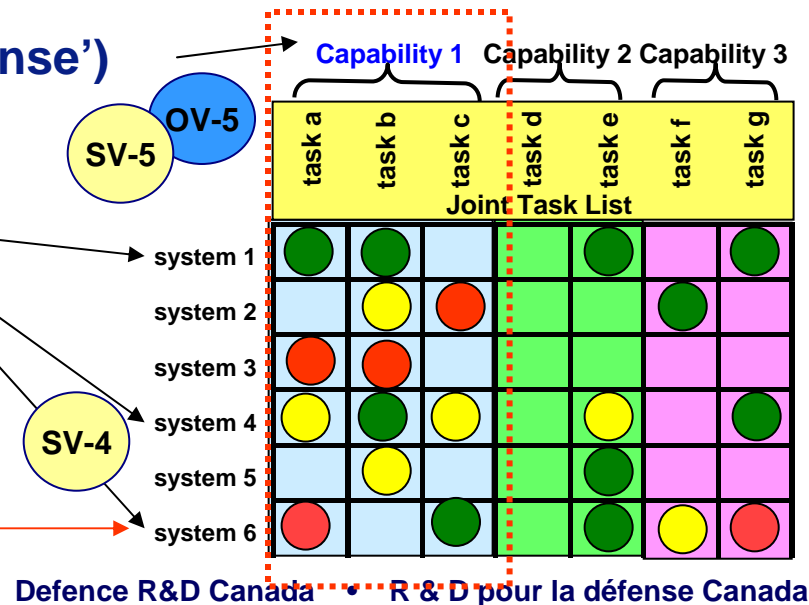 nse’)
Capability 1 Capability 2 Capability 3
OV-5
SV-5
task a
task b
task c
task d
task e
task f
task g
Joint Task List
system 1
system 2
system 3
system 4
SV-4
system 5
system 6
Defence R&D Canada • R & D pour la défense Canada